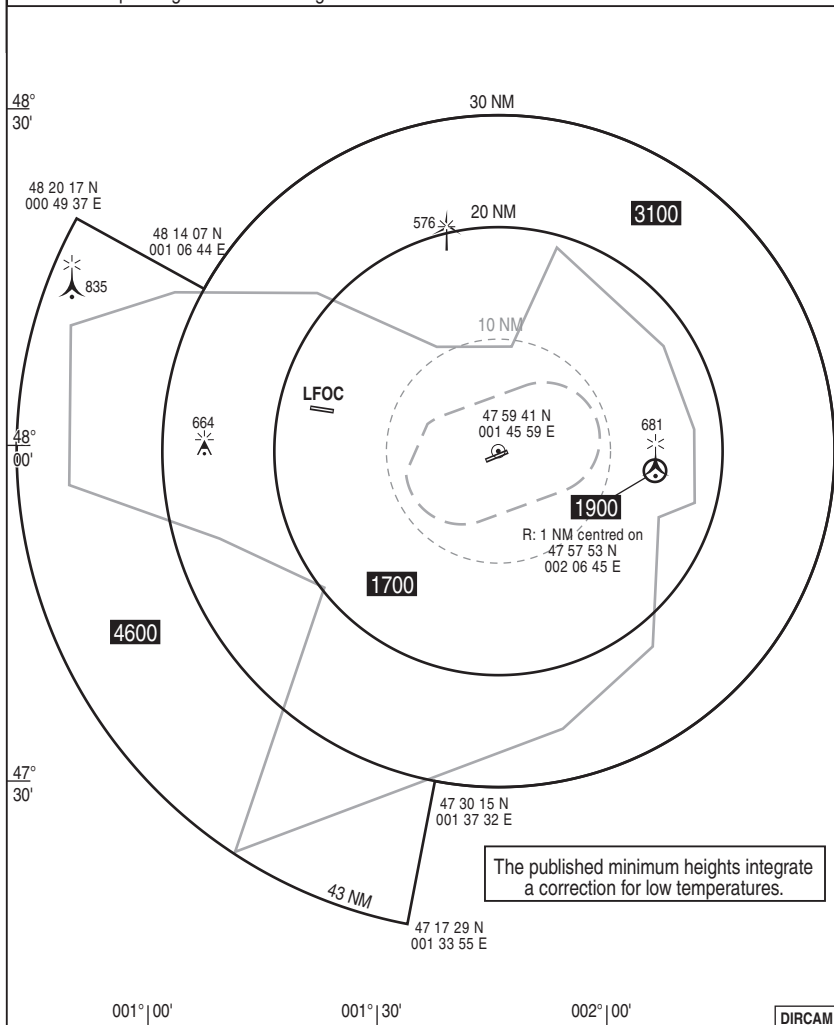 48°
30'
30 NM
48 20 17 N
000 49 37 E
48 14 07 N
001 06 44 E
576
20 NM
3100
835
10 NM
LFOC
664
48°
00'
47 59 41 N
001 45 59 E
681
1900
R: 1 NM centred on
47 57 53 N
002 06 45 E
1700
4600
47°
30'
47 30 15 N
001 37 32 E
The published minimum heights integrate
a correction for low temperatures.
43 NM
47 17 29 N
001 33 55 E
001° 00'
001° 30'
002° 00'
DIRCAM